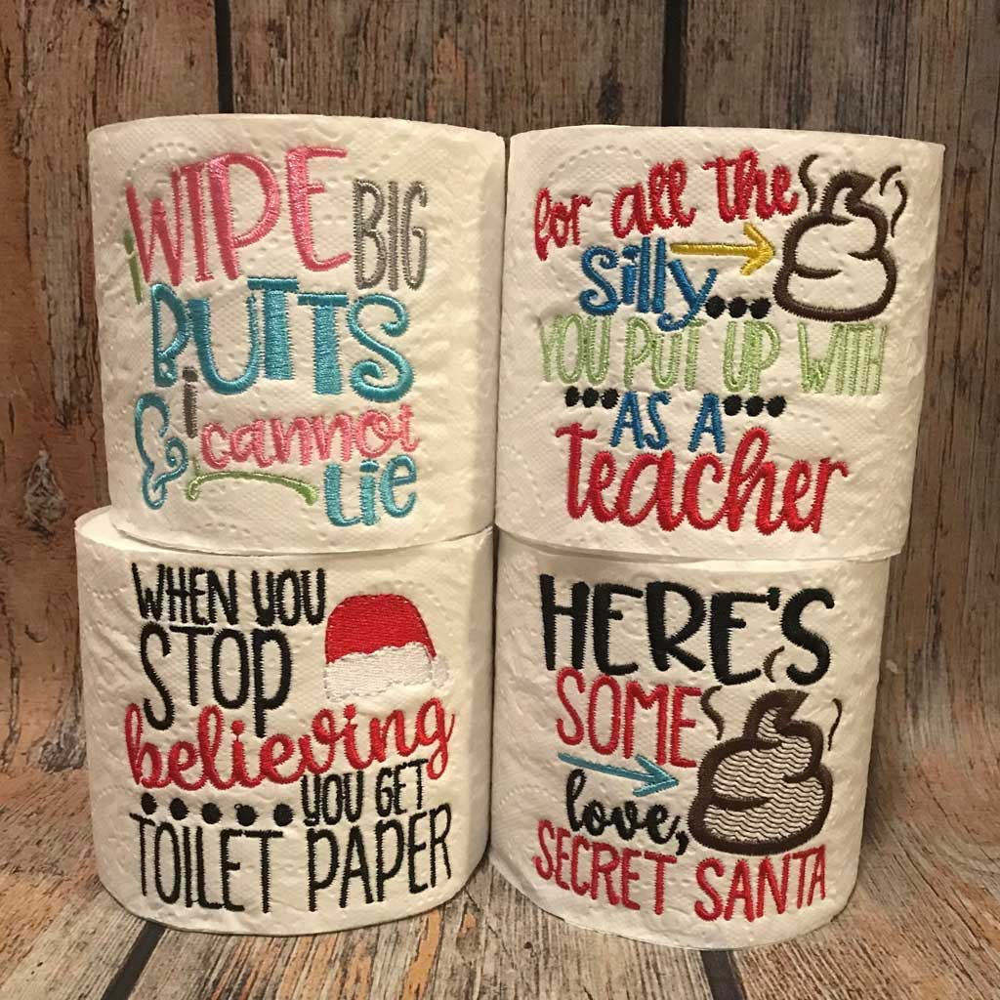 i WIPE BIG
BUTTS
& i cannot
lie
for all the
silly...
YOU PUT UP WITH
...AS A...
teacher
WHEN YOU
STOP
believing
.....YOU GET
TOILET PAPER
HERE'S
SOME
love,
SECRET SANTA